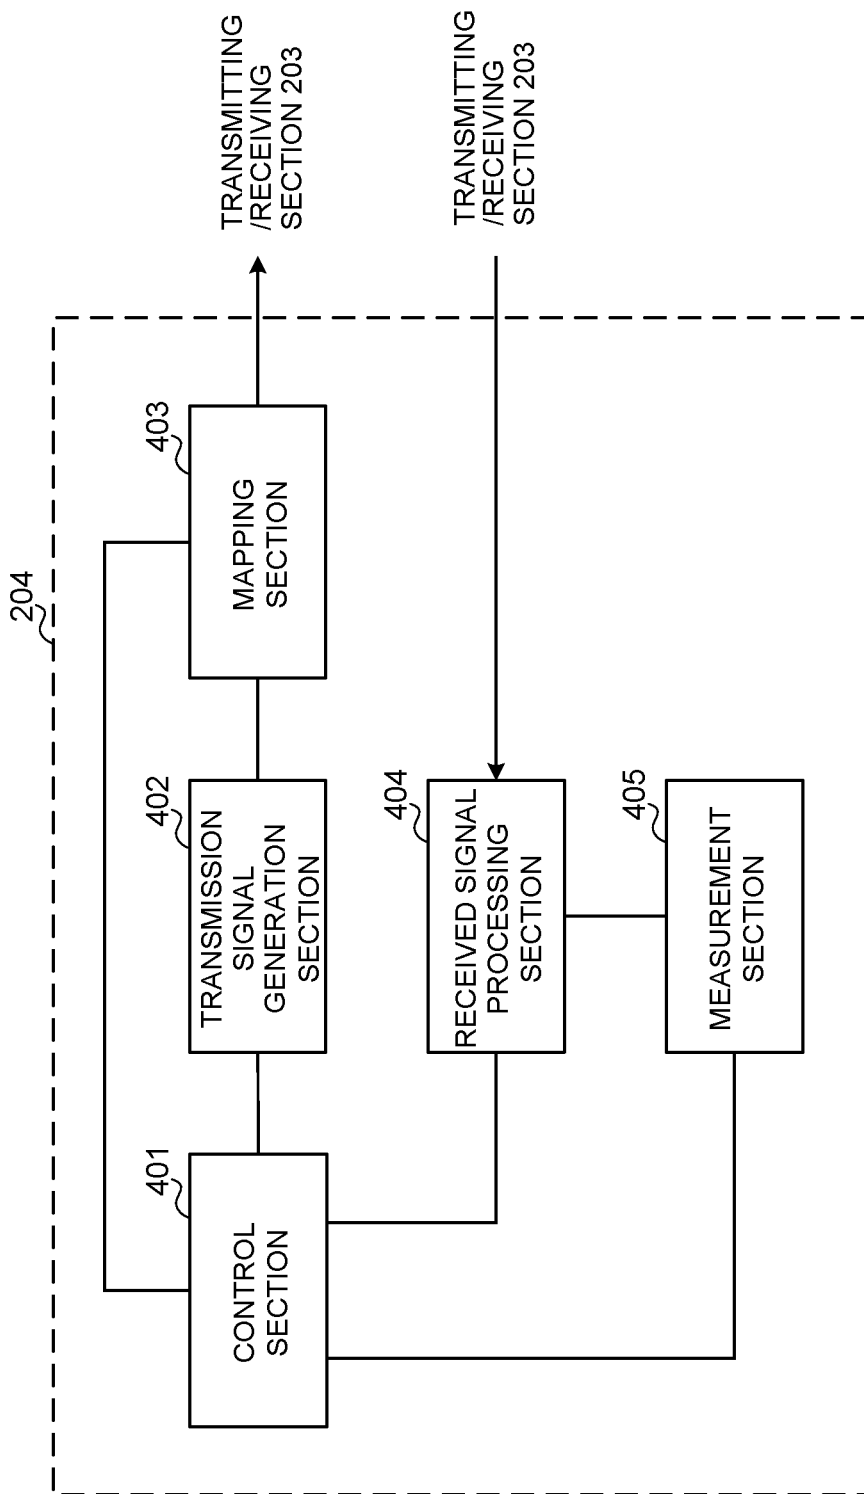 204
401
CONTROL
SECTION
402
TRANSMISSION
SIGNAL
GENERATION
SECTION
403
MAPPING
SECTION
TRANSMITTING
/RECEIVING
SECTION 203
404
RECEIVED SIGNAL
PROCESSING
SECTION
TRANSMITTING
/RECEIVING
SECTION 203
405
MEASUREMENT
SECTION